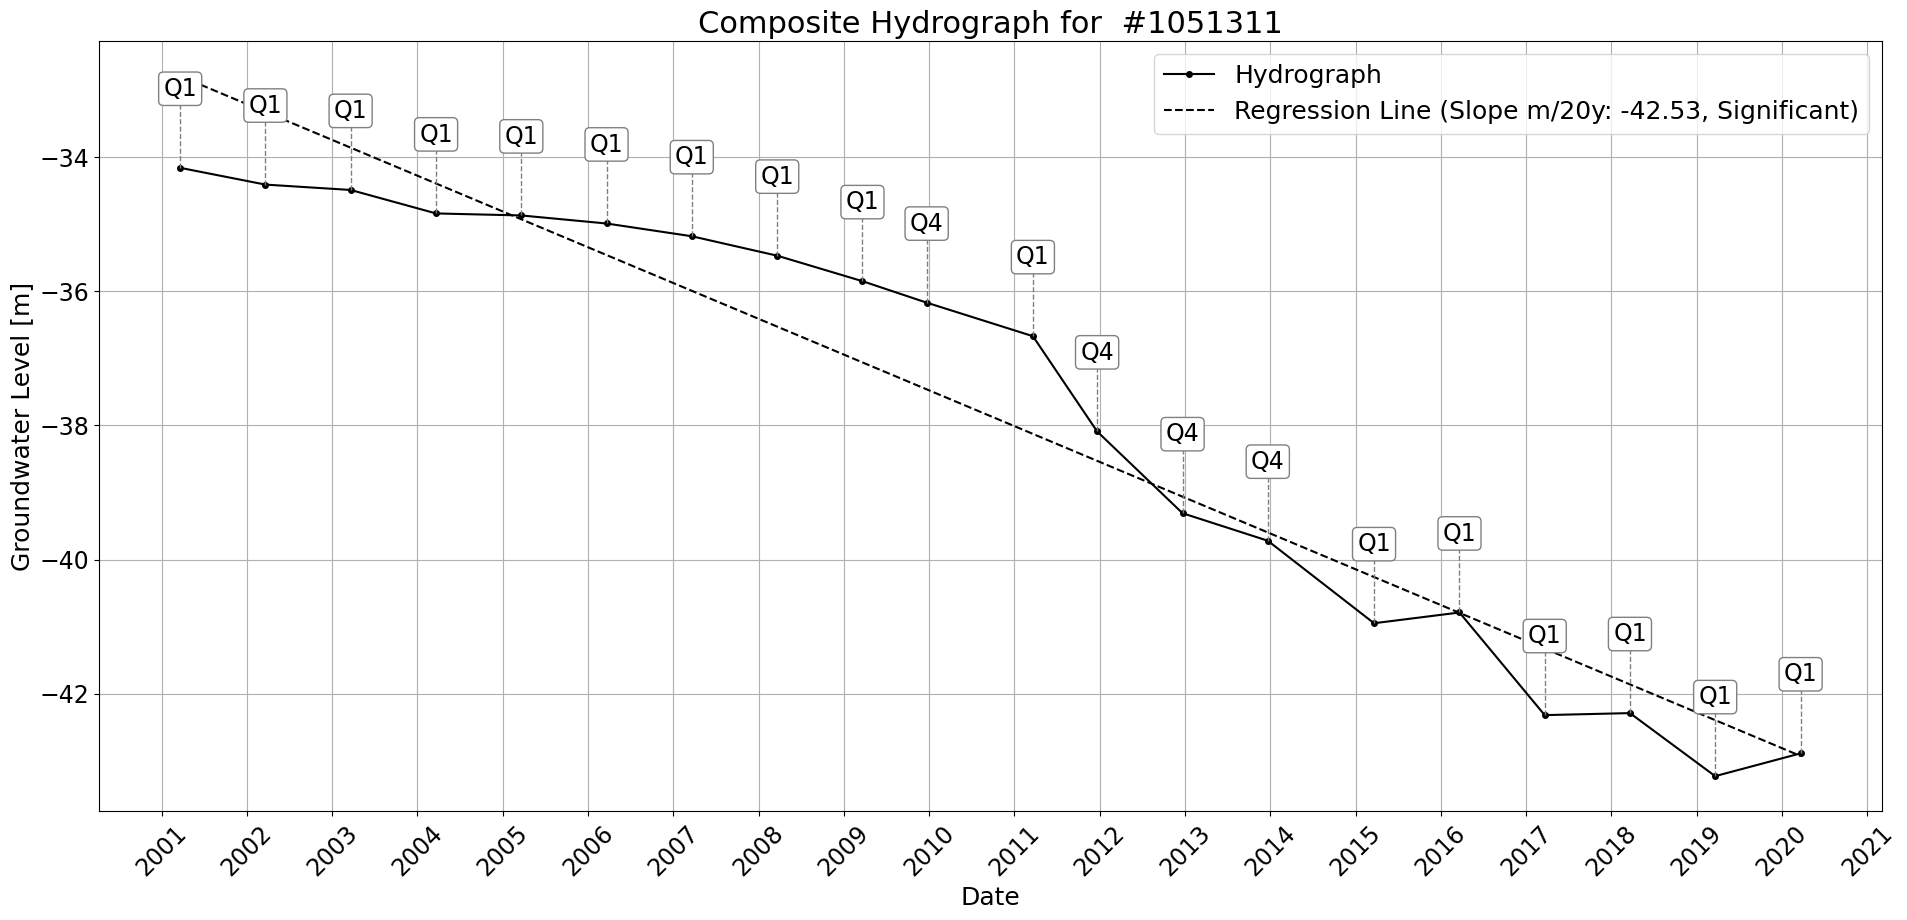 Composite Hydrograph for  #1051311
Hydrograph
Regression Line (Slope m/20y: -42.53, Significant)
Q1
Q1
Q1
Q1
Q1
Q1
Q1
Q1
Q1
Q4
Q1
Q4
Q4
Q4
Q1
Q1
Q1
Q1
Q1
Q1
Groundwater Level [m]
−34
−36
−38
−40
−42
2001
2002
2003
2004
2005
2006
2007
2008
2009
2010
2011
2012
2013
2014
2015
2016
2017
2018
2019
2020
2021
Date